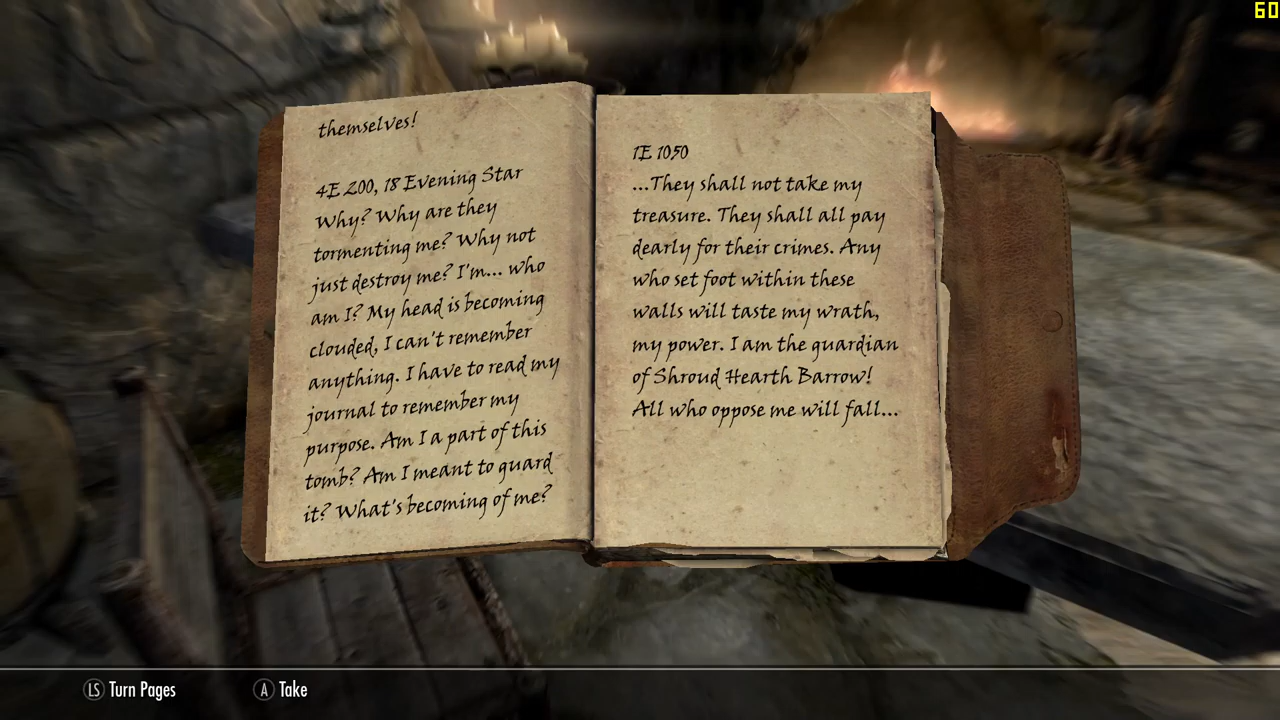 60
themselves!
4E 200, 18 Evening Star
Why? Why are they
tormenting me? Why not
just destroy me? I'm... who
am I? My head is becoming
clouded, I can't remember
anything. I have to read my
journal to remember my
purpose. Am I a part of this
tomb? Am I meant to guard
it? What's becoming of me?
1E 1050
...They shall not take my
treasure. They shall all pay
dearly for their crimes. Any
who set foot within these
walls will taste my wrath,
my power. I am the guardian
of Shroud Hearth Barrow!
All who oppose me will fall...
LS Turn Pages
A Take